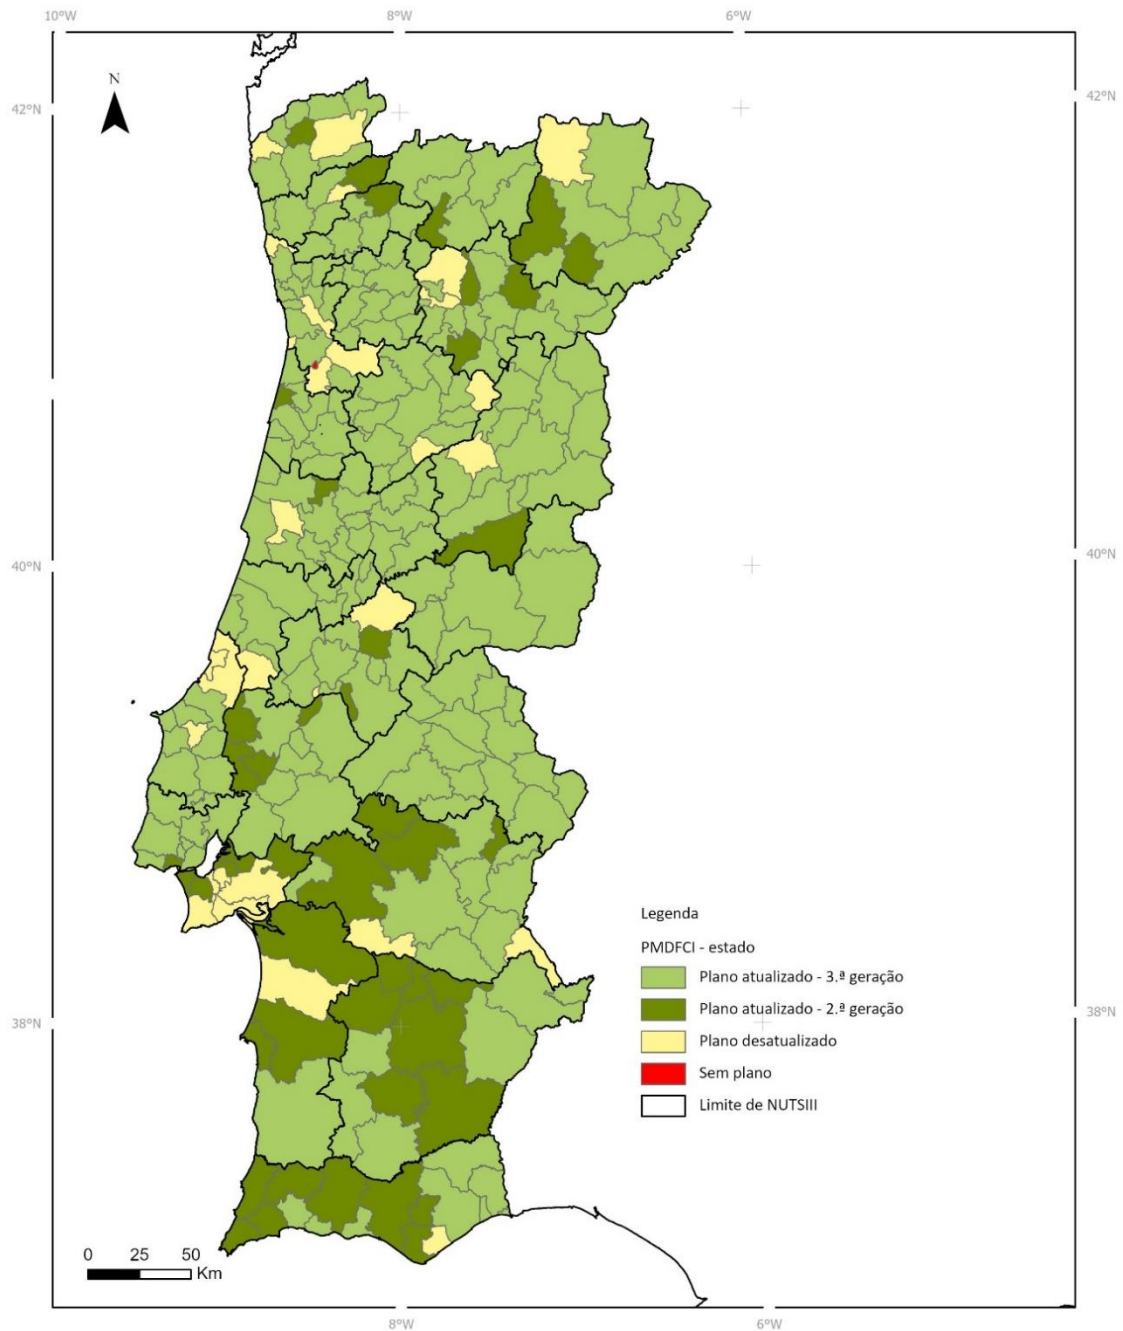 10°W 8°W 6°W
N
42°N 42°N
40°N 40°N
Legenda
PMDFCI - estado
Plano atualizado - 3.ª geração
Plano atualizado - 2.ª geração
38°N 38°N
Plano desatualizado
Sem plano
Limite de NUTSIII
0 25 50
Km
8°W 6°W